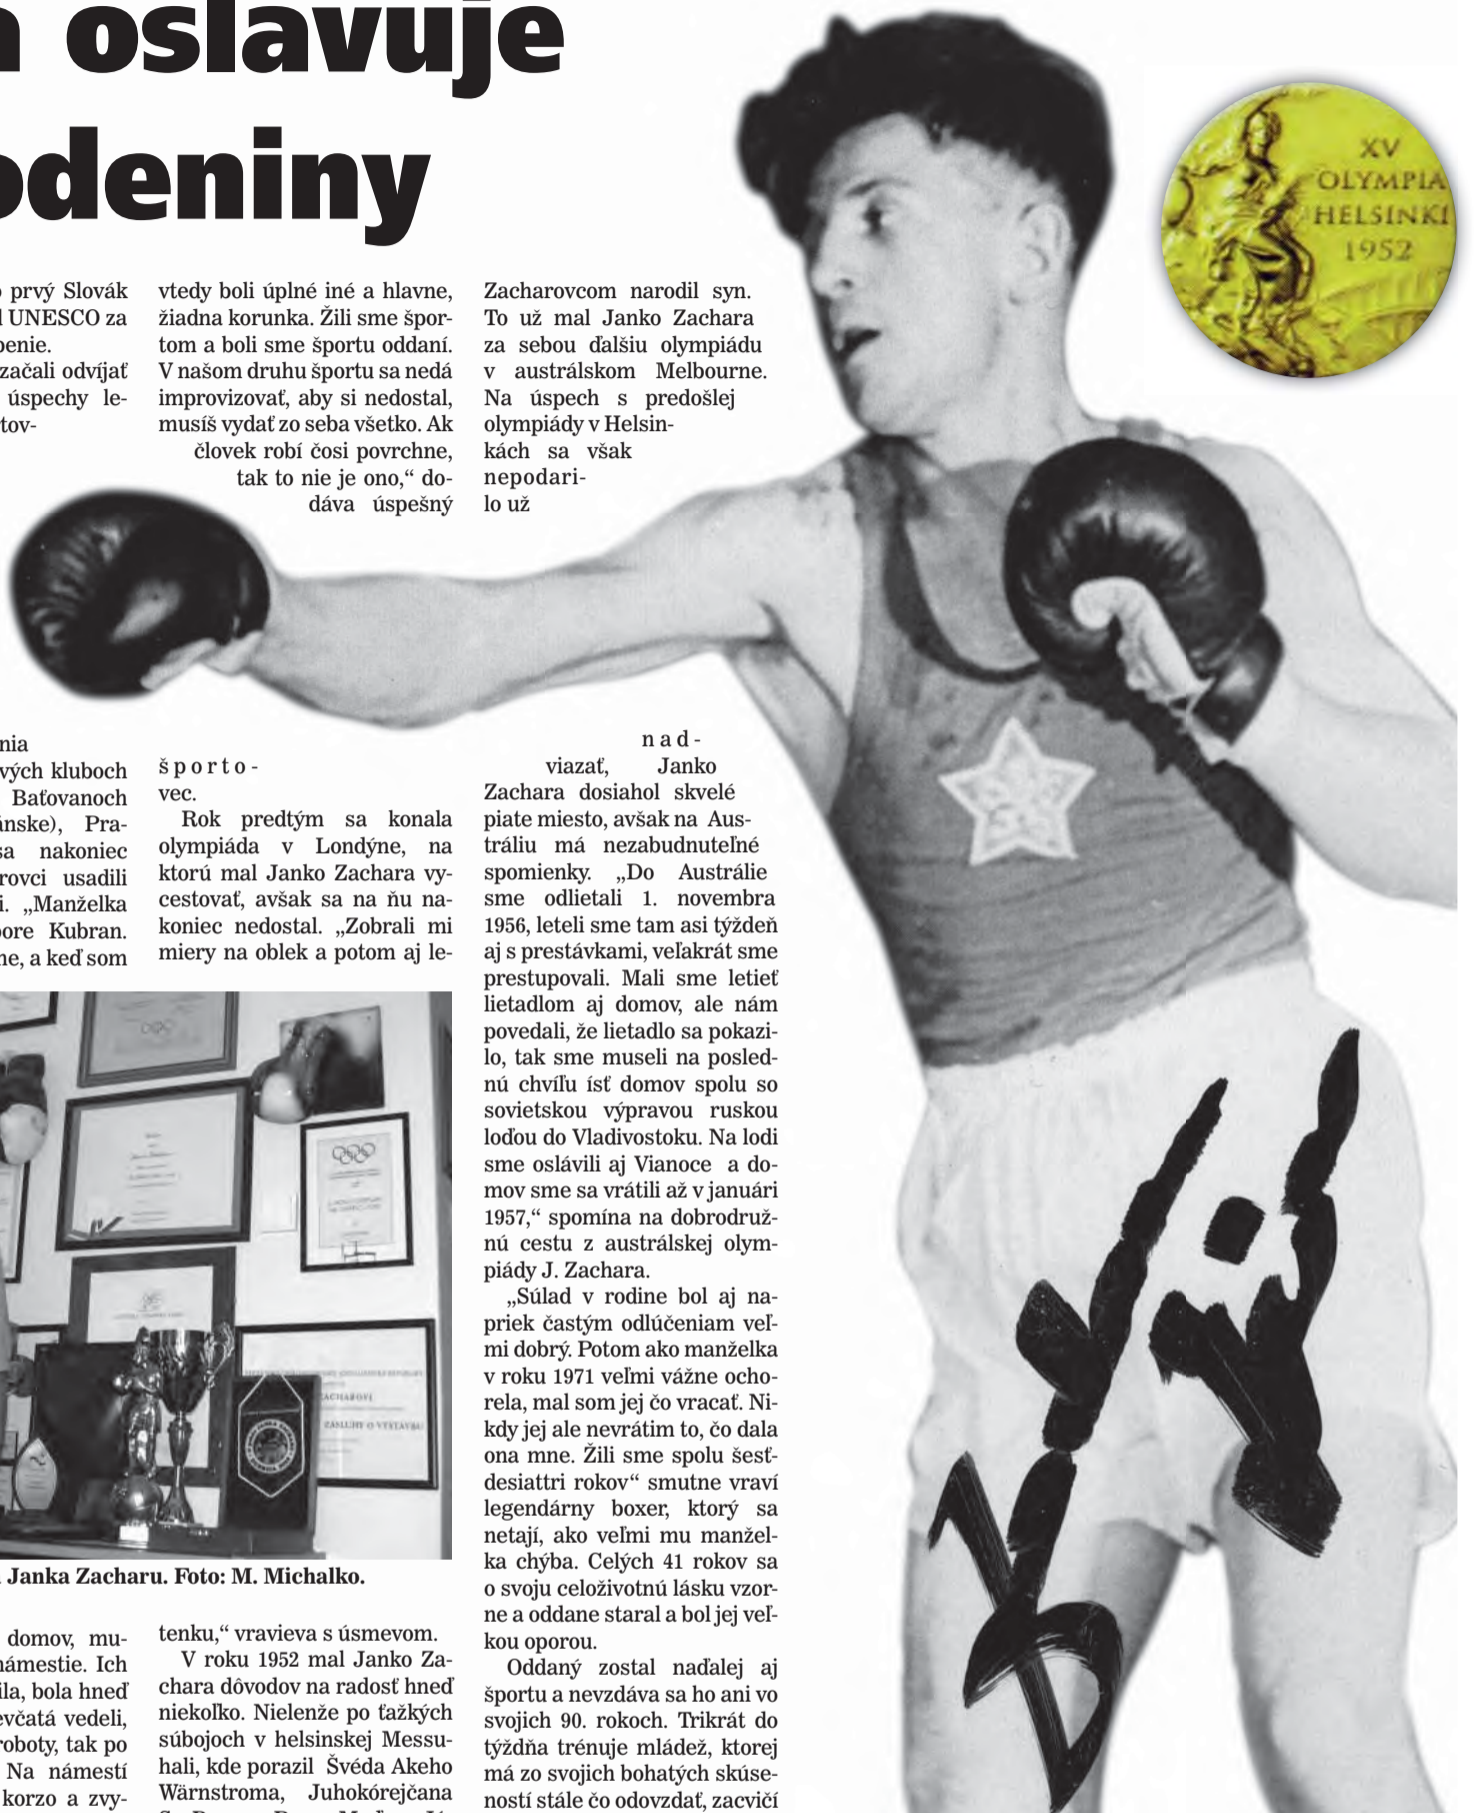 oslavuje
odeniny
XV
OLYMPIA
HELSINKI
1952
prvý Slovák
UNESCO za
začali odvíjať
úspechy le-
vtedy boli úplné iné a hlavne,
žiadna korunka. Žili sme špor-
tom a boli sme športu oddaní.
V našom druhu športu sa nedá
improvizovať, aby si nedostal,
musíš vydať zo seba všetko. Ak
človek robí čosi povrchne,
tak to nie je ono,“ do-
dáva úspešný
športo-
vec.
Rok predtým sa konala
olympiáda v Londýne, na
ktorú mal Janko Zachara vy-
cestovať, avšak sa na ňu na-
koniec nedostal. „Zobrali mi
miery na oblek a potom aj le-
vých kluboch
Baťovanoch
ánske), Pra-
sa nakoniec
rovci usadili
i. „Manželka
ore Kubran.
ne, a keď som
Zacharovcom narodil syn.
To už mal Janko Zachara
za sebou ďalšiu olympiádu
v austrálskom Melbourne.
Na úspech s predošlej
olympiády v Helsin-
kách sa však
nepodari-
lo už
nad-
viazať, Janko
Zachara dosiahol skvelé
piate miesto, avšak na Aus-
tráliu má nezabudnuteľné
spomienky. „Do Austrálie
sme odlietali 1. novembra
1956, leteli sme tam asi týždeň
aj s prestávkami, veľakrát sme
prestupovali. Mali sme letieť
lietadlom aj domov, ale nám
povedali, že lietadlo sa pokazi-
lo, tak sme museli na posled-
nú chvíľu ísť domov spolu so
sovietskou výpravou ruskou
loďou do Vladivostoku. Na lodi
sme oslávili aj Vianoce a do-
mov sme sa vrátili až v januári
1957,“ spomína na dobrodruž-
nú cestu z austrálskej olym-
piády J. Zachara.
„Súlad v rodine bol aj na-
priek častým odlúčeniam veľ-
mi dobrý. Potom ako manželka
v roku 1971 veľmi vážne ocho-
rela, mal som jej čo vracať. Ni-
kdy jej ale nevrátim to, čo dala
ona mne. Žili sme spolu šesť-
desiattri rokov“ smutne vraví
legendárny boxer, ktorý sa
netají, ako veľmi mu manžel-
ka chýba. Celých 41 rokov sa
o svoju celoživotnú lásku vzor-
ne a oddane staral a bol jej veľ-
kou oporou.
Oddaný zostal naďalej aj
športu a nevzdáva sa ho ani vo
svojich 90. rokoch. Trikrát do
týždňa trénuje mládež, ktorej
má zo svojich bohatých skúse-
ností stále čo odovzdať, zacvičí
ZACHAROVI
ZÁSLUHY O VÝSTAVBU
Janka Zacharu. Foto: M. Michalko.
domov, mu-
námestie. Ich
ila, bola hneď
evčatá vedeli,
roboty, tak po
Na námestí
korzo a zvy-
tenku,“ vravieva s úsmevom.
V roku 1952 mal Janko Za-
chara dôvodov na radosť hneď
niekoľko. Nielenže po ťažkých
súbojoch v helsinskej Messu-
hali, kde porazil Švéda Akeho
Wärnstroma, Juhokórejčana